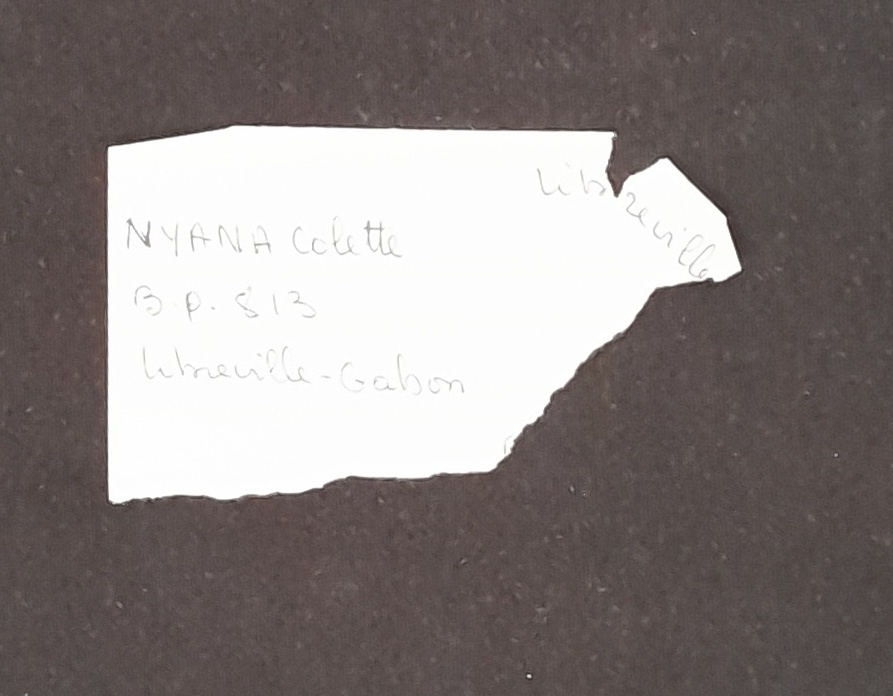 Libreville
NYANA Colette
B.P. 813
Libreville-Gabon